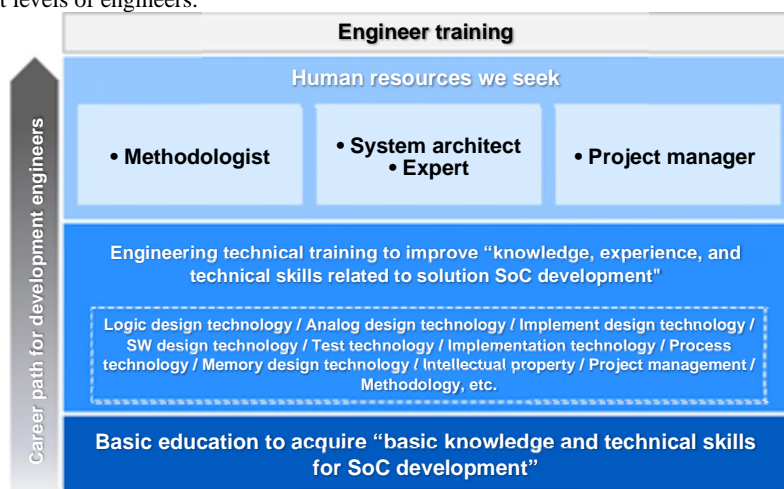 t levels of engineers.
Engineer training
Human resources we seek
• Methodologist
• System architect
• Expert
• Project manager
Career path for development engineers
Engineering technical training to improve “knowledge, experience, and
technical skills related to solution SoC development"
Logic design technology / Analog design technology / Implement design technology /
SW design technology / Test technology / Implementation technology / Process
technology / Memory design technology / Intellectual property / Project management /
Methodology, etc.
Basic education to acquire “basic knowledge and technical skills
for SoC development”